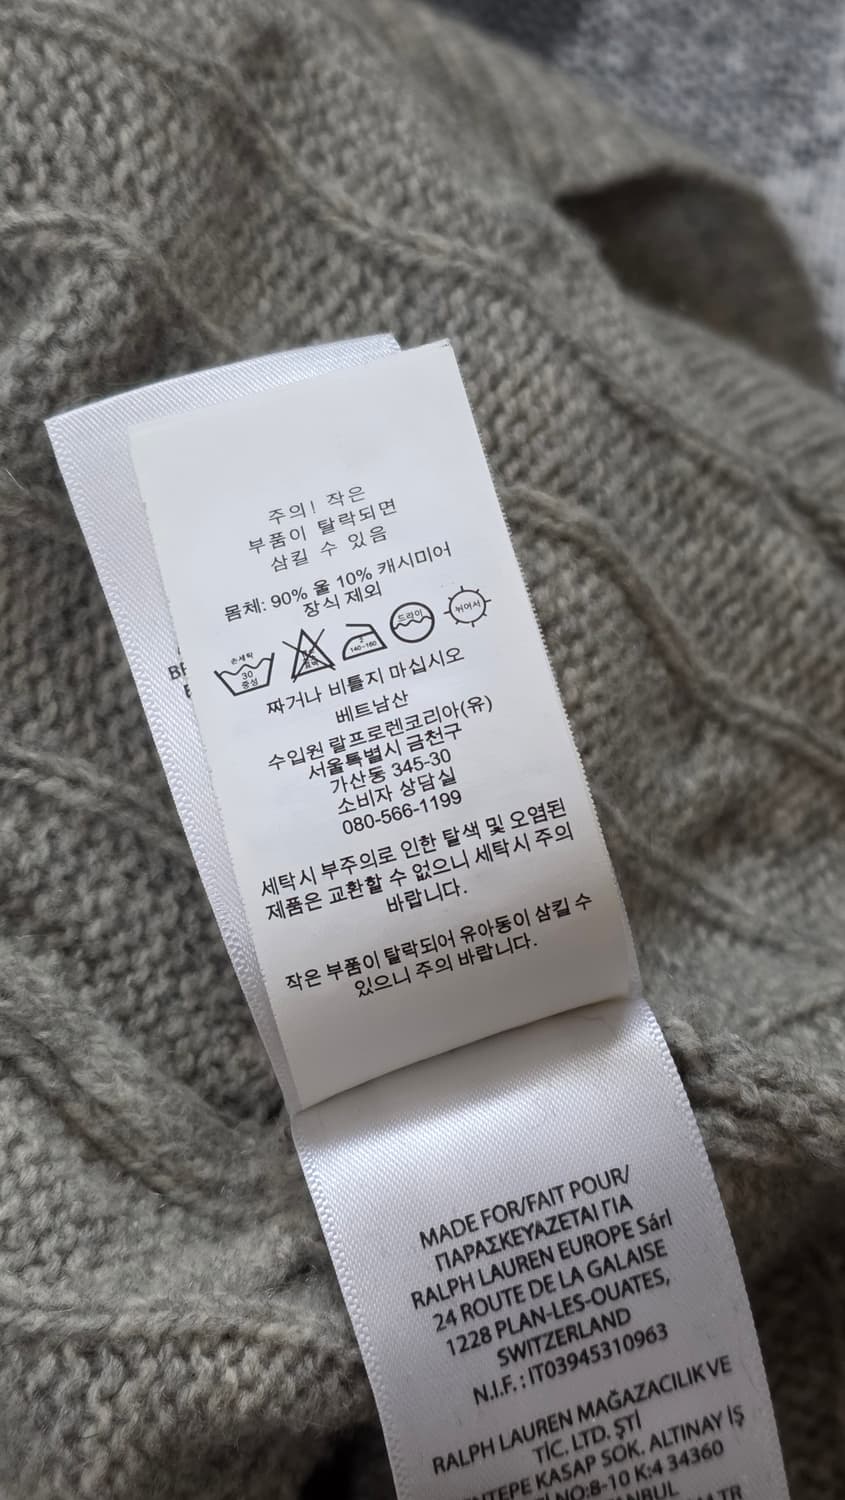 주의! 작은
부품이 탈락되면
삼킬 수 있음
몸체: 90% 울 10% 캐시미어
장식 제외
손세탁
30
중성
드라이
뉘어서
2
140~160
짜거나 비틀지 마십시오
베트남산
수입원 랄프로렌코리아(유)
서울특별시 금천구
가산동 345-30
소비자 상담실
080-566-1199
세탁시 부주의로 인한 탈색 및 오염된
제품은 교환할 수 없으니 세탁시 주의
바랍니다.
작은 부품이 탈락되어 유아동이 삼킬 수
있으니 주의 바랍니다.
MADE FOR/FAIT POUR/
ΠΑΡΑΣΚΕΥΑΖΕΤΑΙ ΓΙΑ
RALPH LAUREN EUROPE Sárl
24 ROUTE DE LA GALAISE
1228 PLAN-LES-OUATES,
SWITZERLAND
N.I.F. : IT03945310963
RALPH LAUREN MAĞAZACILIK VE
TİC. LTD. ŞTİ
KASAP SOK. ALTINAY İŞ
NO:8-10 K:4 34360